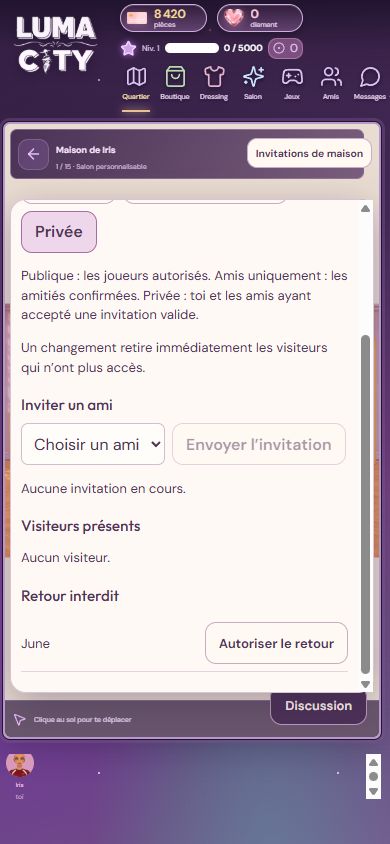 LUMA
CITY
8 420
pièces
0
diamant
Niv. 1
0 / 5000
0
Quartier
Boutique
Dressing
Salon
Jeux
Amis
Messages
Maison de Iris
1 / 15 · Salon personnalisable
Invitations de maison
Privée
Publique : les joueurs autorisés. Amis uniquement : les
amitiés confirmées. Privée : toi et les amis ayant
accepté une invitation valide.
Un changement retire immédiatement les visiteurs
qui n’ont plus accès.
Inviter un ami
Choisir un ami
Envoyer l’invitation
Aucune invitation en cours.
Visiteurs présents
Aucun visiteur.
Retour interdit
June
Autoriser le retour
Discussion
Clique au sol pour te déplacer
Iris
toi